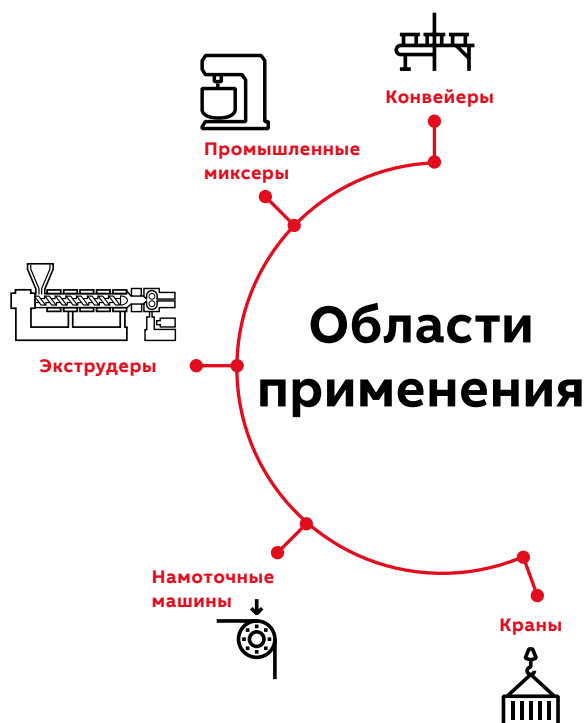 Конвейеры
Промышленные
миксеры
Области
применения
Экструдеры
Намоточные
машины
Краны